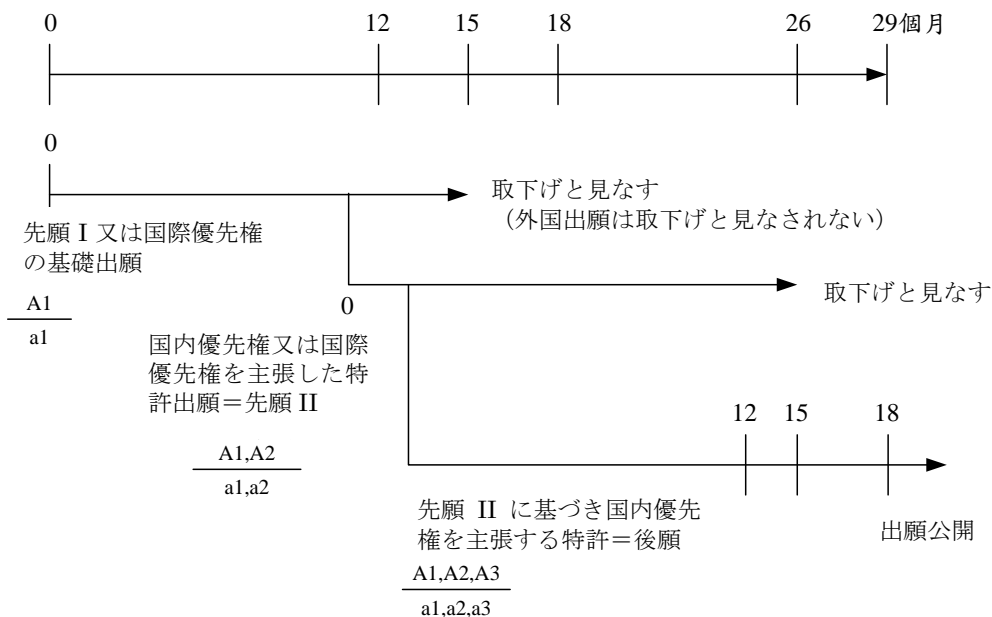 0 12 15 18 26 29個月
0
取下げと見なす
（外国出願は取下げと見なされない）
先願 I 又は国際優先権
の基礎出願
A1
a1
取下げと見なす
0
国内優先権又は国際
優先権を主張した特
許出願＝先願 II
A1,A2
a1,a2
12 15 18
先願 II に基づき国内優先
権を主張する特許＝後願
出願公開
A1,A2,A3
a1,a2,a3